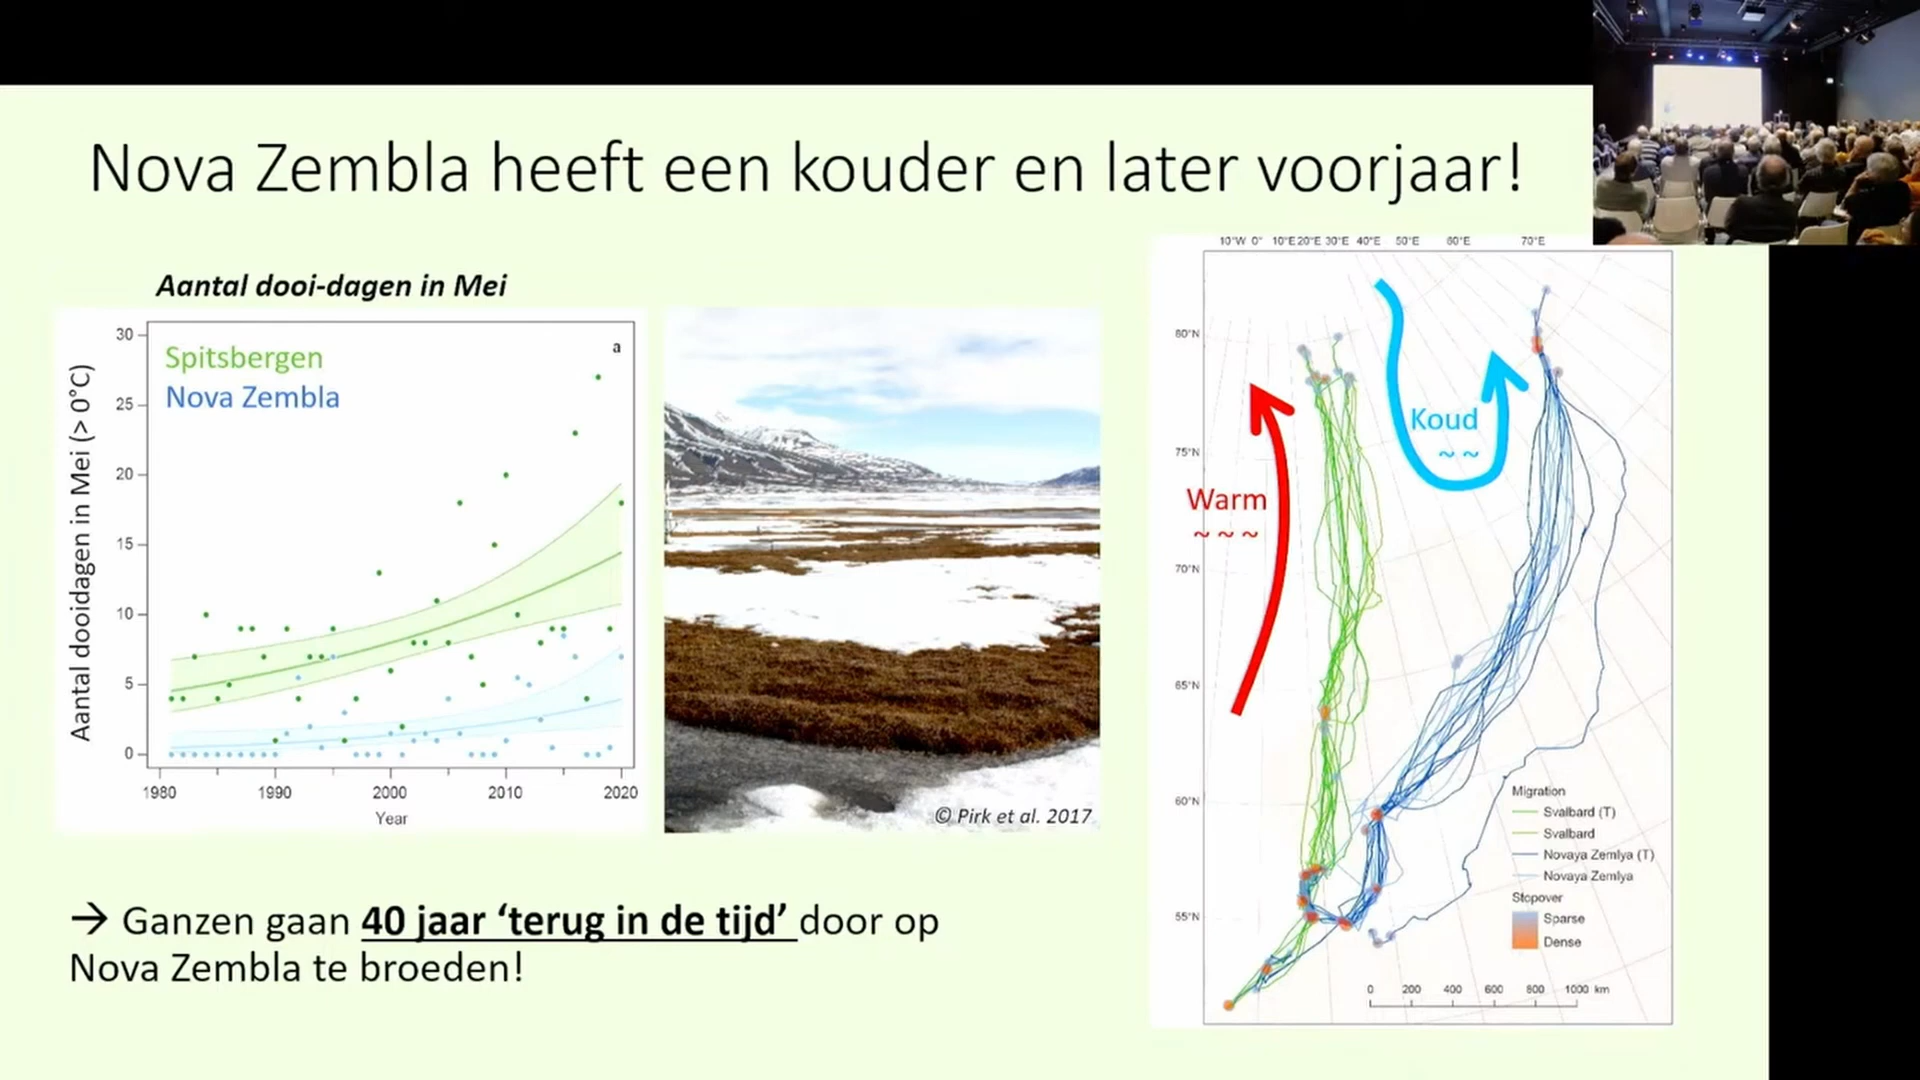 Nova Zembla heeft een kouder en later voorjaar!
Aantal dooi-dagen in Mei
Aantal dooidagen in Mei (> 0°C)
30
25
20
15
10
5
0
Spitsbergen
Nova Zembla
a
1980 1990 2000 2010 2020
Year
© Pirk et al. 2017
10°W 0° 10°E 20°E 30°E 40°E 50°E 60°E 70°E
80°N
75°N
70°N
65°N
60°N
55°N
Koud
~ ~
Warm
~ ~ ~
Migration
Svalbard (T)
Svalbard
Novaya Zemlya (T)
Novaya Zemlya
Stopover
Sparse
Dense
0 200 400 600 800 1000 km
→ Ganzen gaan 40 jaar ‘terug in de tijd’ door op
Nova Zembla te broeden!